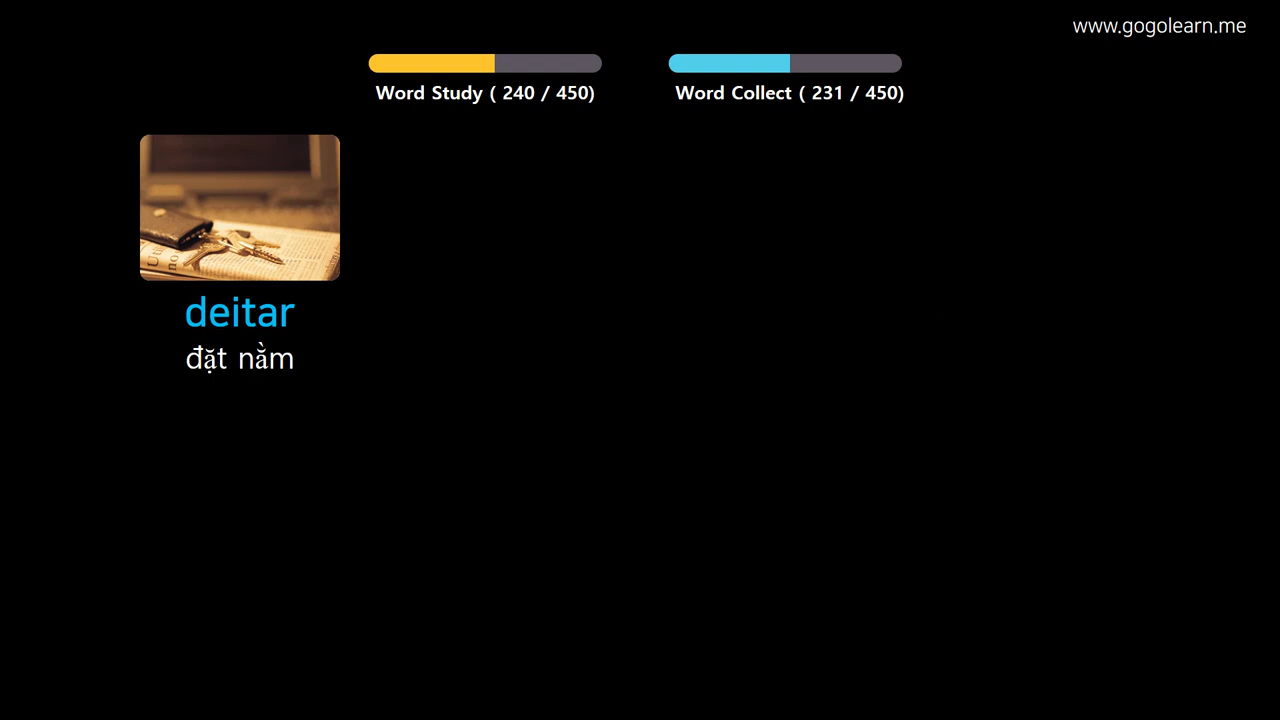 www.gogolearn.me
Word Study ( 240 / 450)
Word Collect ( 231 / 450)
deitar
đặt nằm